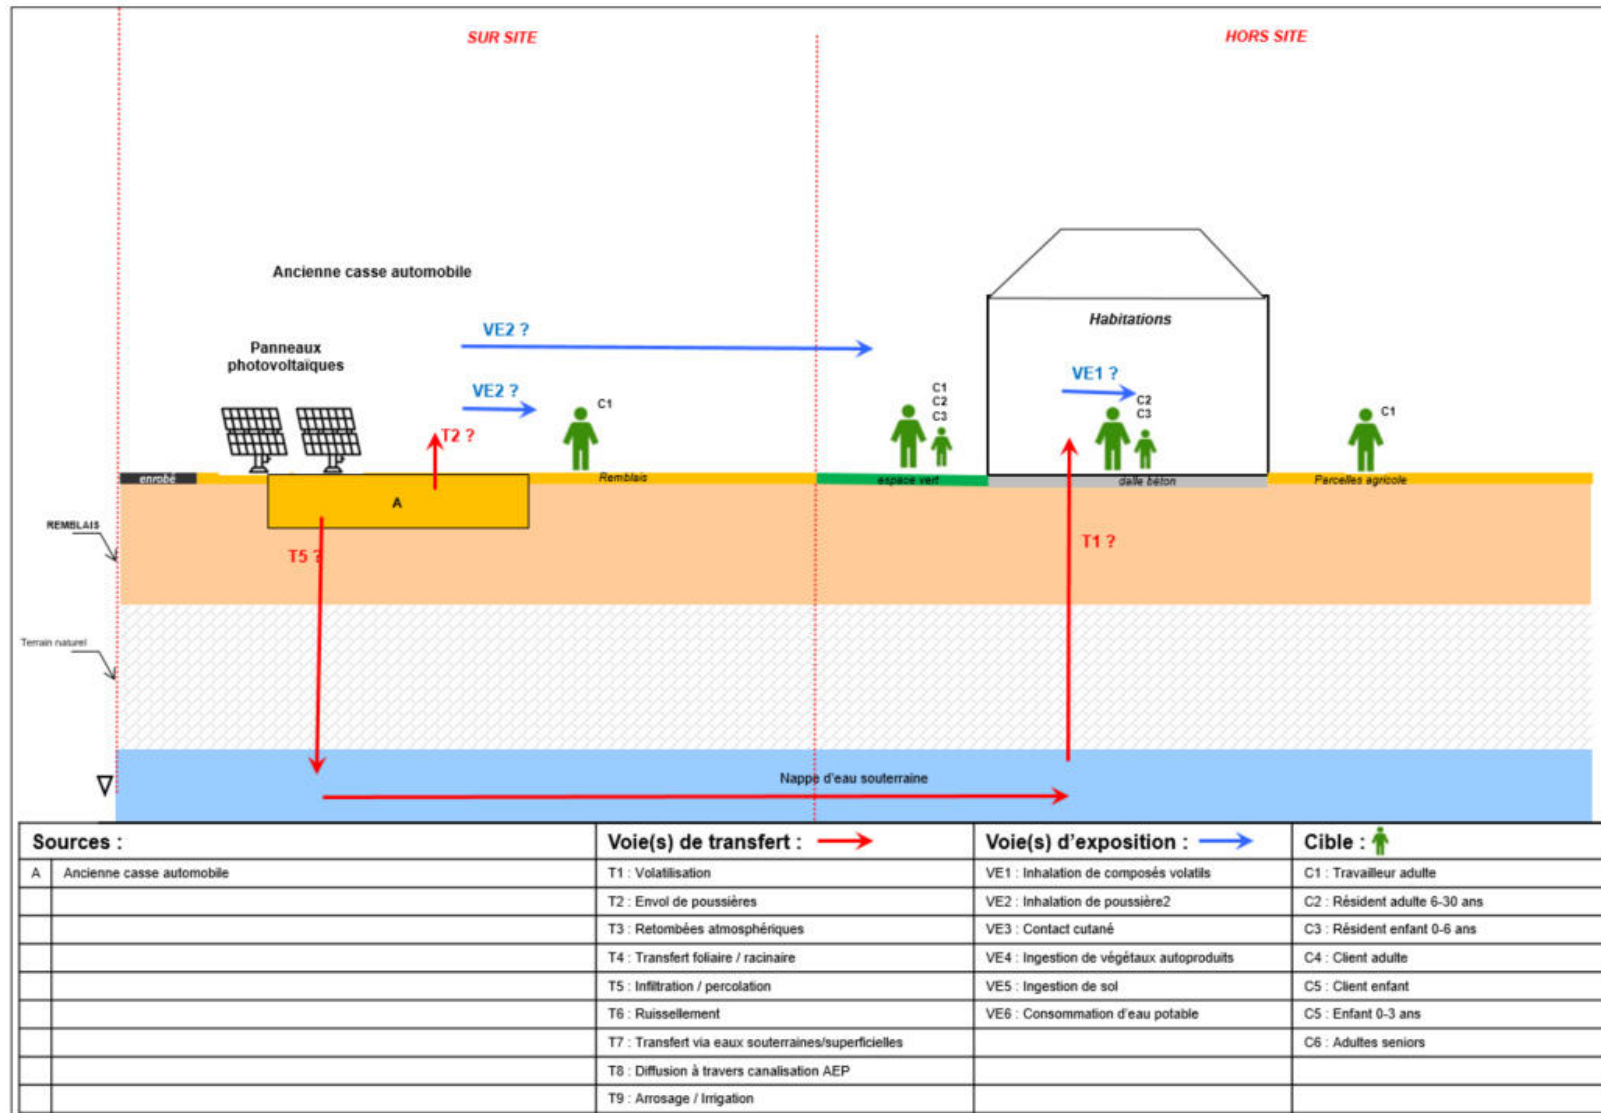 SUR SITE
HORS SITE
Ancienne casse automobile
Panneaux
photovoltaïques
VE2 ?
VE2 ?
T2 ?
C1
C1
C2
C3
Habitations
VE1 ?
C2
C3
C1
enrobé
A
Remblais
espace vert
dalle béton
Parcelles agricole
REMBLAIS
T5 ?
T1 ?
Terrain naturel
Nappe d'eau souterraine
Sources :
Voie(s) de transfert :
Voie(s) d'exposition :
Cible :
A Ancienne casse automobile
T1 : Volatilisation
VE1 : Inhalation de composés volatils
C1 : Travailleur adulte
T2 : Envol de poussières
VE2 : Inhalation de poussière2
C2 : Résident adulte 6-30 ans
T3 : Retombées atmosphériques
VE3 : Contact cutané
C3 : Résident enfant 0-6 ans
T4 : Transfert foliaire / racinaire
VE4 : Ingestion de végétaux autoproduits
C4 : Client adulte
T5 : Infiltration / percolation
VE5 : Ingestion de sol
C5 : Client enfant
T6 : Ruissellement
VE6 : Consommation d'eau potable
C5 : Enfant 0-3 ans
T7 : Transfert via eaux souterraines/superficielles
C6 : Adultes seniors
T8 : Diffusion à travers canalisation AEP
T9 : Arrosage / Irrigation